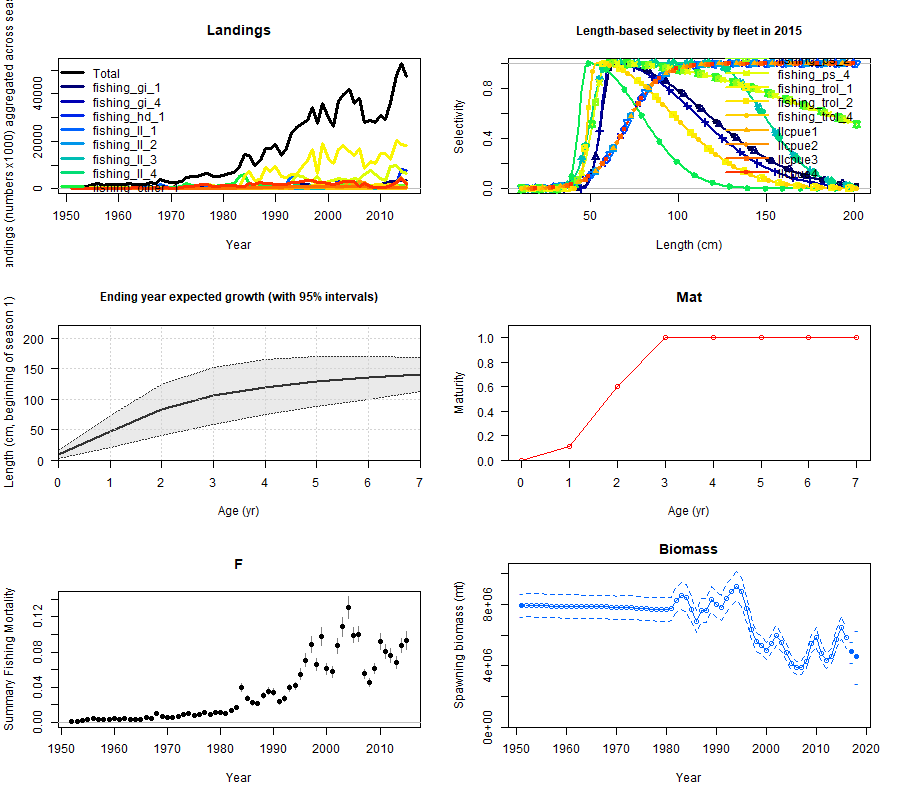 Landings
andings (numbers x1000) aggregated across seas
0
20000
40000
Total
fishing_gi_1
fishing_gi_4
fishing_hd_1
fishing_ll_1
fishing_ll_2
fishing_ll_3
fishing_ll_4
1950 1960 1970 1980 1990 2000 2010
Year
Length-based selectivity by fleet in 2015
Selectivity
0.0
0.4
0.8
fishing_ps_4
fishing_trol_1
fishing_trol_2
fishing_trol_4
llcpue1
llcpue2
llcpue3
50 100 150 200
Length (cm)
Ending year expected growth (with 95% intervals)
Length (cm, beginning of season 1)
200
150
100
50
0
0 1 2 3 4 5 6 7
Age (yr)
Mat
Maturity
1.0
0.8
0.6
0.4
0.2
0.0
0 1 2 3 4 5 6 7
Age (yr)
F
Summary Fishing Mortality
0.00
0.04
0.08
0.12
1950 1960 1970 1980 1990 2000 2010
Year
Biomass
Spawning biomass (mt)
0e+00
4e+06
8e+06
1950 1960 1970 1980 1990 2000 2010 2020
Year